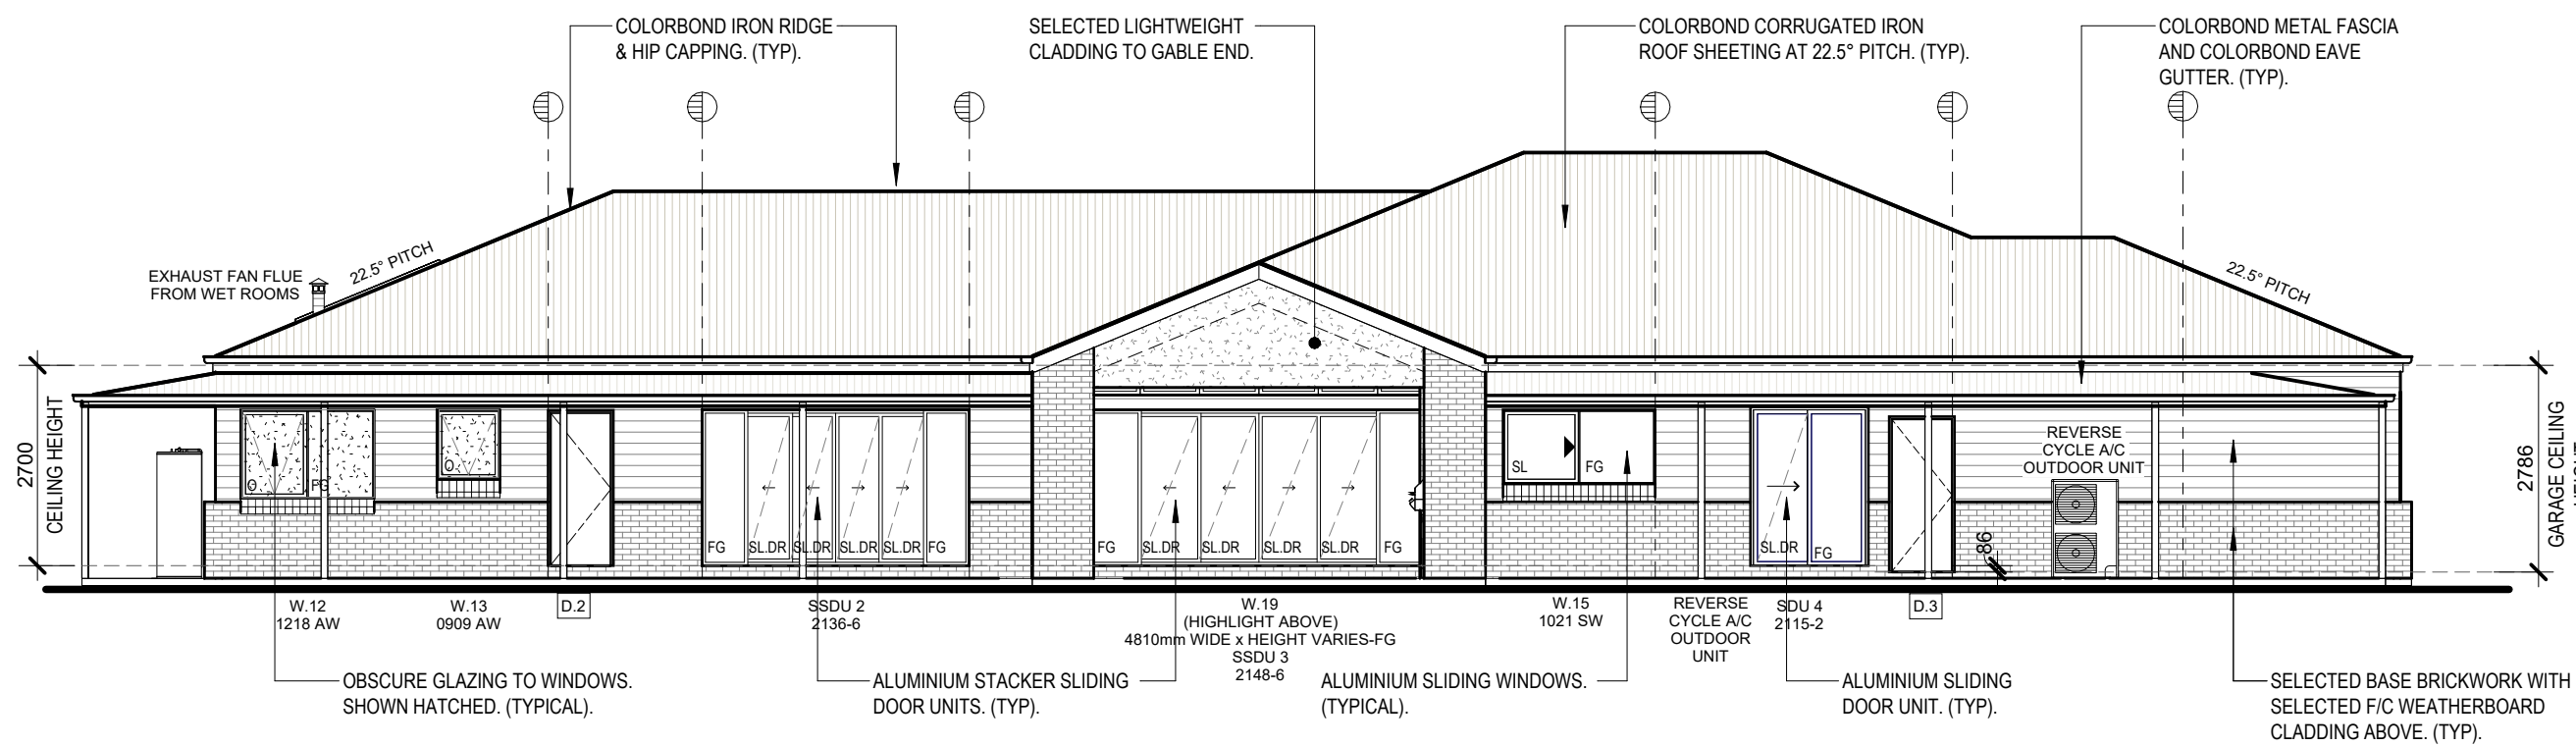 COLORBOND IRON RIDGE
& HIP CAPPING. (TYP).
SELECTED LIGHTWEIGHT
CLADDING TO GABLE END.
COLORBOND CORRUGATED IRON
ROOF SHEETING AT 22.5° PITCH. (TYP).
COLORBOND METAL FASCIA
AND COLORBOND EAVE
GUTTER. (TYP).
EXHAUST FAN FLUE
FROM WET ROOMS
22.5° PITCH
22.5° PITCH
2700
CEILING HEIGHT
2786
GARAGE CEILING
REVERSE
CYCLE A/C
OUTDOOR UNIT
O
FG
O
FG
SL.DR
SL.DR
SL.DR
SL.DR
FG
FG
SL.DR
SL.DR
SL.DR
SL.DR
FG
SL
FG
SL.DR
FG
86
W.12
1218 AW
W.13
0909 AW
D.2
SSDU 2
2136-6
W.19
(HIGHLIGHT ABOVE)
4810mm WIDE x HEIGHT VARIES-FG
SSDU 3
2148-6
W.15
1021 SW
REVERSE
CYCLE A/C
OUTDOOR
UNIT
SDU 4
2115-2
D.3
OBSCURE GLAZING TO WINDOWS.
SHOWN HATCHED. (TYPICAL).
ALUMINIUM STACKER SLIDING
DOOR UNITS. (TYP).
ALUMINIUM SLIDING WINDOWS.
(TYPICAL).
ALUMINIUM SLIDING
DOOR UNIT. (TYP).
SELECTED BASE BRICKWORK WITH
SELECTED F/C WEATHERBOARD
CLADDING ABOVE. (TYP).